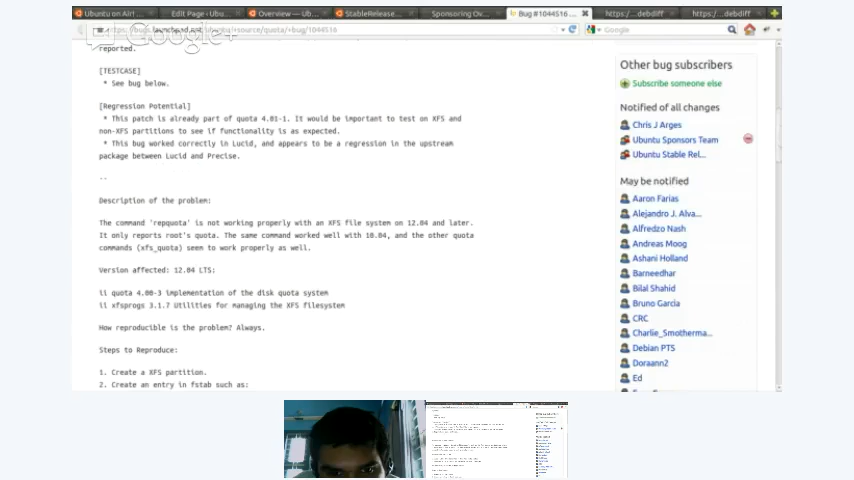 Ubuntu on Air!
Edit Page - Ubu...
Overview — Ub...
StableRelease...
Sponsoring Ov...
Bug #1044516 ...
https:/...debdiff
https:/...debdiff
Google+
Google
reported.
[TESTCASE]
* See bug below.
[Regression Potential]
* This patch is already part of quota 4.01-1. It would be important to test on XFS and
non-XFS partitions to see if functionality is as expected.
* This bug worked correctly in Lucid, and appears to be a regression in the upstream
package between Lucid and Precise.
--
Description of the problem:
The command 'repquota' is not working properly with an XFS file system on 12.04 and later.
It only reports root's quota. The same command worked well with 10.04, and the other quota
commands (xfs_quota) seem to work properly as well.
Version affected: 12.04 LTS:
ii quota 4.00-3 implementation of the disk quota system
ii xfsprogs 3.1.7 Utilities for managing the XFS filesystem
How reproducible is the problem? Always.
Steps to Reproduce:
1. Create a XFS partition.
2. Create an entry in fstab such as:
Other bug subscribers
Subscribe someone else
Notified of all changes
Chris J Arges
Ubuntu Sponsors Team
Ubuntu Stable Rel...
May be notified
Aaron Farias
Alejandro J. Alva...
Alfredzo Nash
Andreas Moog
Ashani Holland
Barneedhar
Bilal Shahid
Bruno Garcia
CRC
Charlie_Smotherma...
Debian PTS
Doraann2
Ed